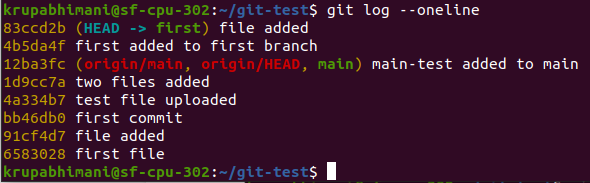 krupabhimani@sf-cpu-302:~/git-test$ git log --oneline
83ccd2b (HEAD -> first) file added
4b5da4f first added to first branch
12ba3fc (origin/main, origin/HEAD, main) main-test added to main
1d9cc7a two files added
4a334b7 test file uploaded
bb46db0 first commit
91cf4d7 file added
6583028 first file
krupabhimani@sf-cpu-302:~/git-test$